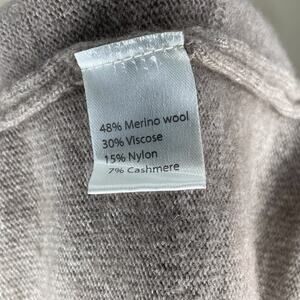 48% Merino wool
30% Viscose
15% Nylon
7% Cashmere